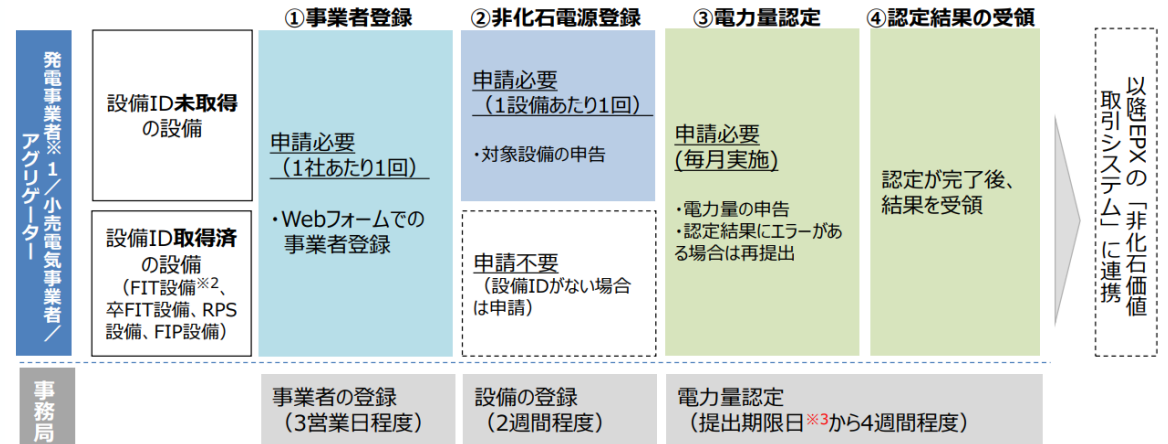 ①事業者登録
②非化石電源登録
③電力量認定
④認定結果の受領
発電事業者※1／小売電気事業者／
アグリゲーター
設備ID未取得
の設備
設備ID取得済
の設備
（FIT設備※2、
卒FIT設備、RPS
設備、FIP設備）
申請必要
（1社あたり1回）
・Webフォームでの
事業者登録
申請必要
（1設備あたり1回）
・対象設備の申告
申請不要
（設備IDがない場合
は申請）
申請必要
(毎月実施)
・電力量の申告
・認定結果にエラーがあ
る場合は再提出
認定が完了後、
結果を受領
以降JEPXの「非化石価値
取引システム」に連携
事務局
事業者の登録
（3営業日程度）
設備の登録
（2週間程度）
電力量認定
（提出期限日※3から4週間程度）